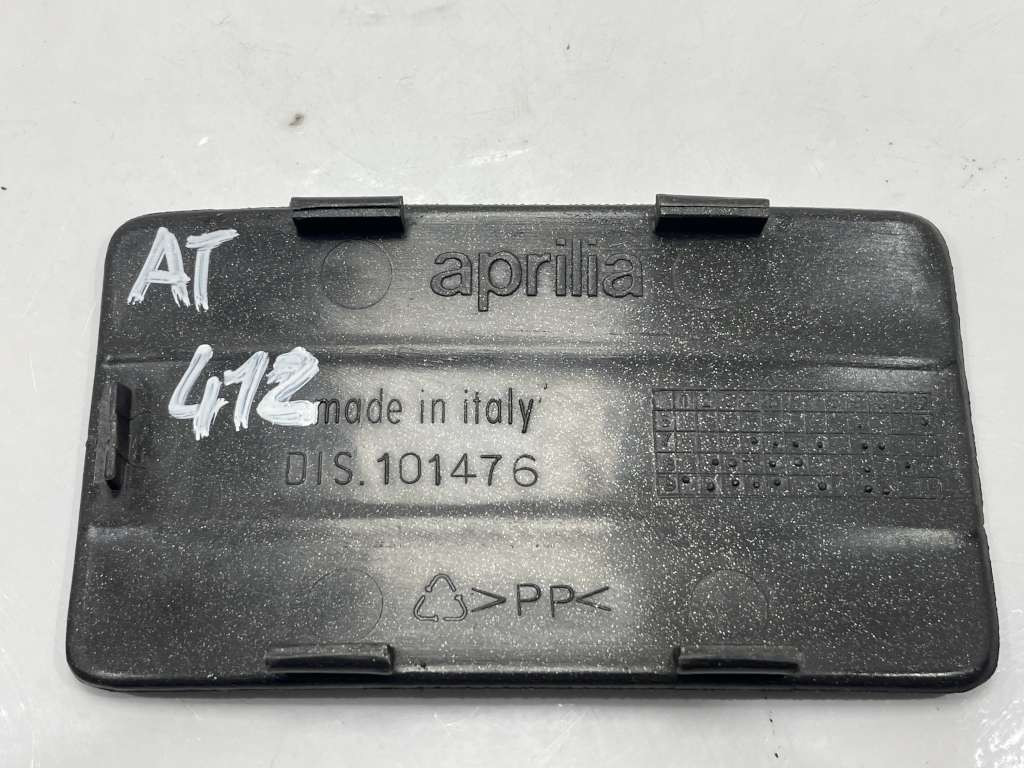 AT
aprilia
412
made in italy
DIS.101476
>PP<